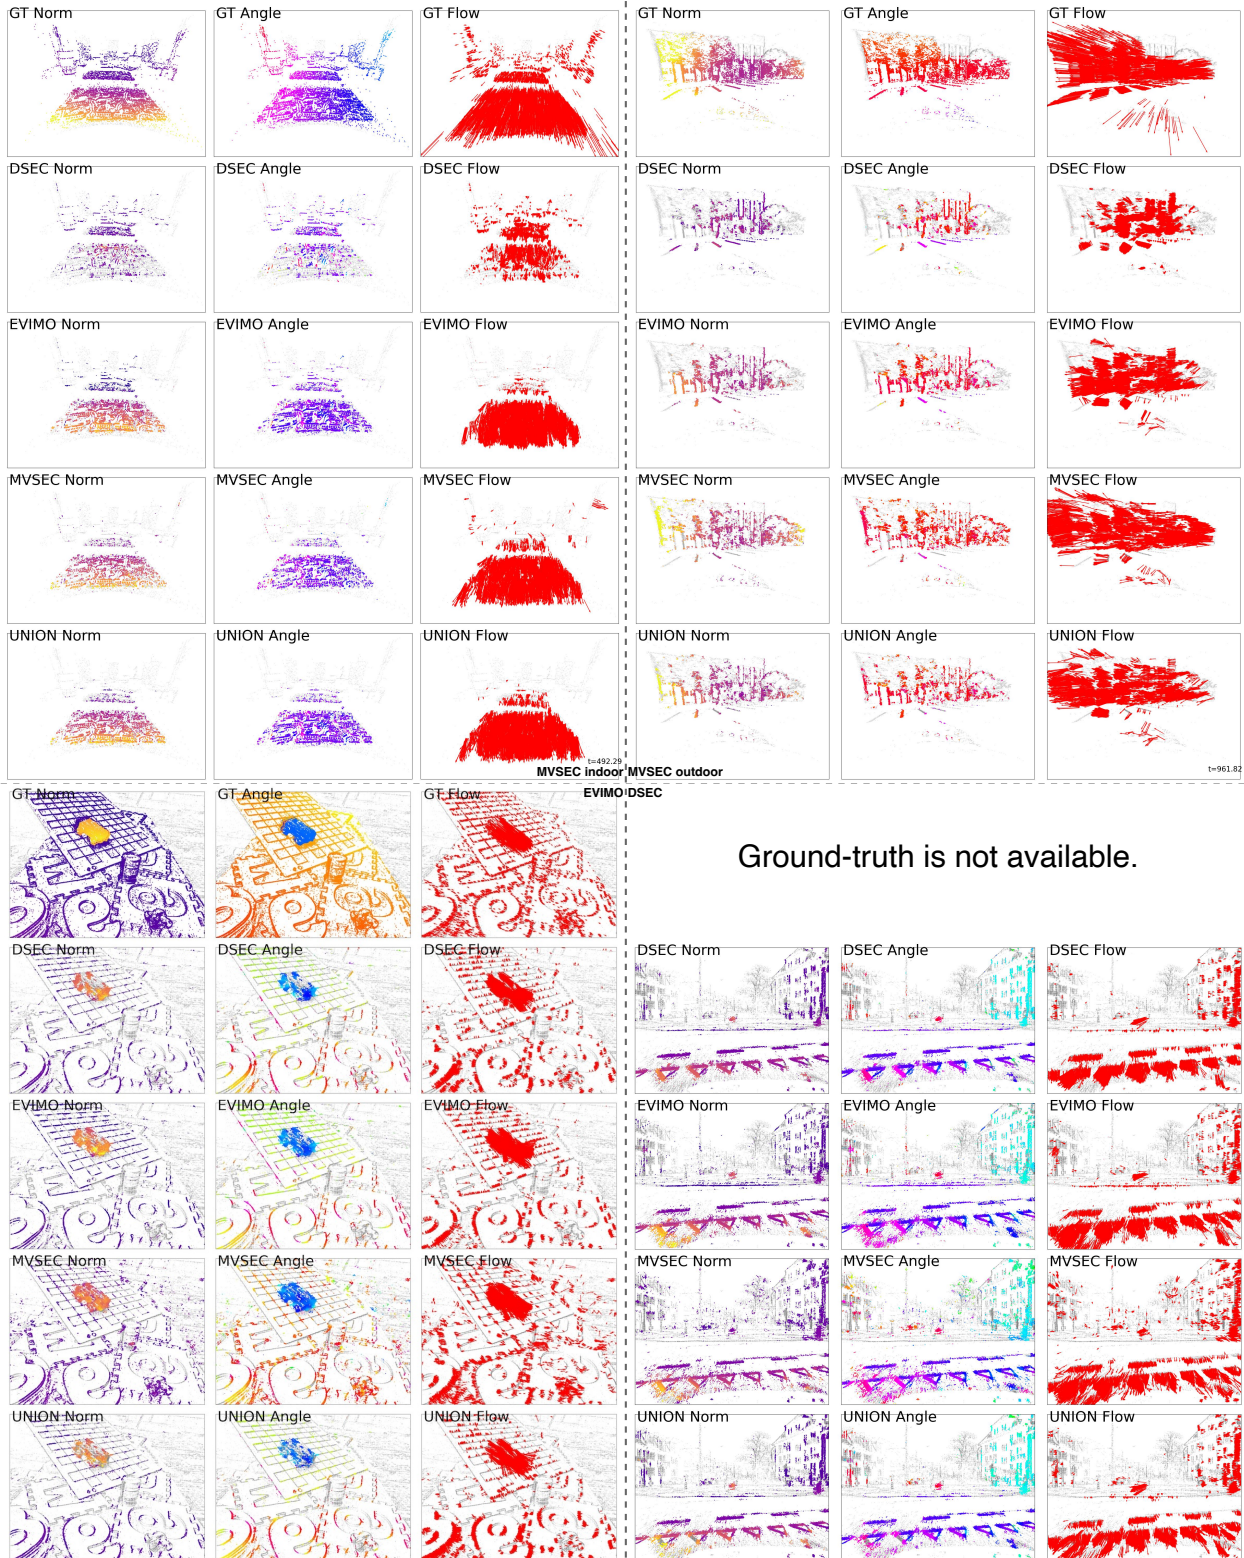 GT Norm GT Angle GT Flow GT Norm GT Angle GT Flow
DSEC Norm DSEC Angle DSEC Flow DSEC Norm DSEC Angle DSEC Flow
EVIMO Norm EVIMO Angle EVIMO Flow EVIMO Norm EVIMO Angle EVIMO Flow
MVSEC Norm MVSEC Angle MVSEC Flow MVSEC Norm MVSEC Angle MVSEC Flow
UNION Norm UNION Angle UNION Flow UNION Norm UNION Angle UNION Flow
t=492.29 t=961.82
MVSEC indoor MVSEC outdoor
EVIMO DSEC
GT Norm GT Angle GT Flow
Ground-truth is not available.
DSEC Norm DSEC Angle DSEC Flow DSEC Norm DSEC Angle DSEC Flow
EVIMO Norm EVIMO Angle EVIMO Flow EVIMO Norm EVIMO Angle EVIMO Flow
MVSEC Norm MVSEC Angle MVSEC Flow MVSEC Norm MVSEC Angle MVSEC Flow
UNION Norm UNION Angle UNION Flow UNION Norm UNION Angle UNION Flow